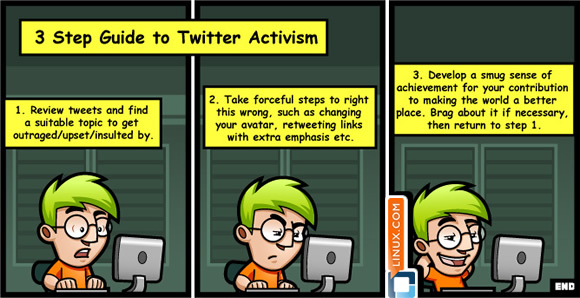 3 Step Guide to Twitter Activism
1. Review tweets and find
a suitable topic to get
outraged/upset/insulted by.
2. Take forceful steps to right
this wrong, such as changing
your avatar, retweeting links
with extra emphasis etc.
3. Develop a smug sense of
achievement for your contribution
to making the world a better
place. Brag about it if necessary,
then return to step 1.
LINUX.COM
END